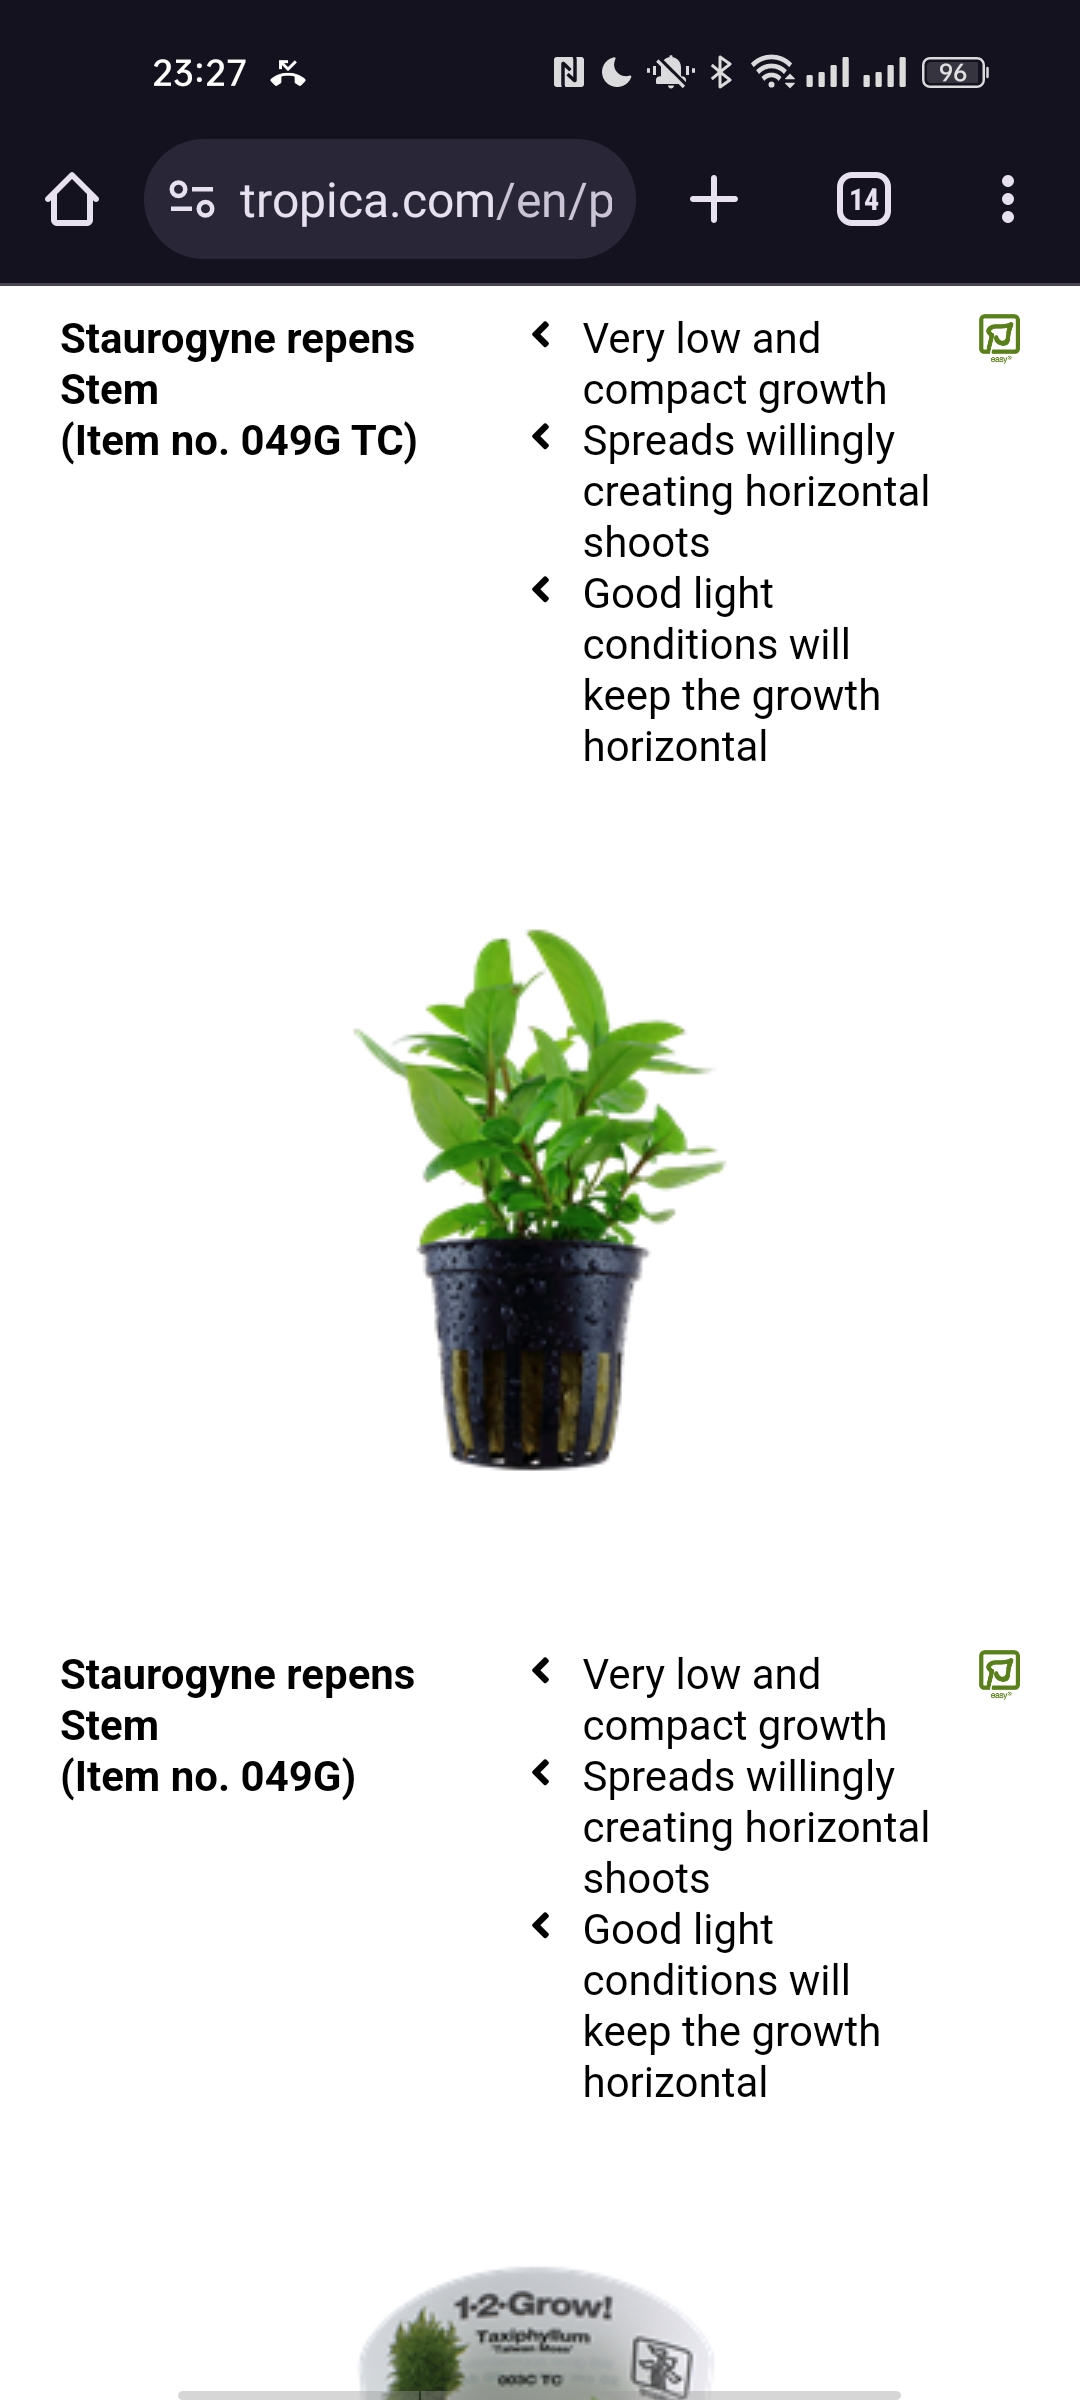 23:27
96
tropica.com/en/p
14
Staurogyne repens
Stem
(Item no. 049G TC)
Very low and
compact growth
Spreads willingly
creating horizontal
shoots
Good light
conditions will
keep the growth
horizontal
easy®
Staurogyne repens
Stem
(Item no. 049G)
Very low and
compact growth
Spreads willingly
creating horizontal
shoots
Good light
conditions will
keep the growth
horizontal
easy®
1-2-Grow!
Taxiphyllum
'Taiwan Moss'
003C TC